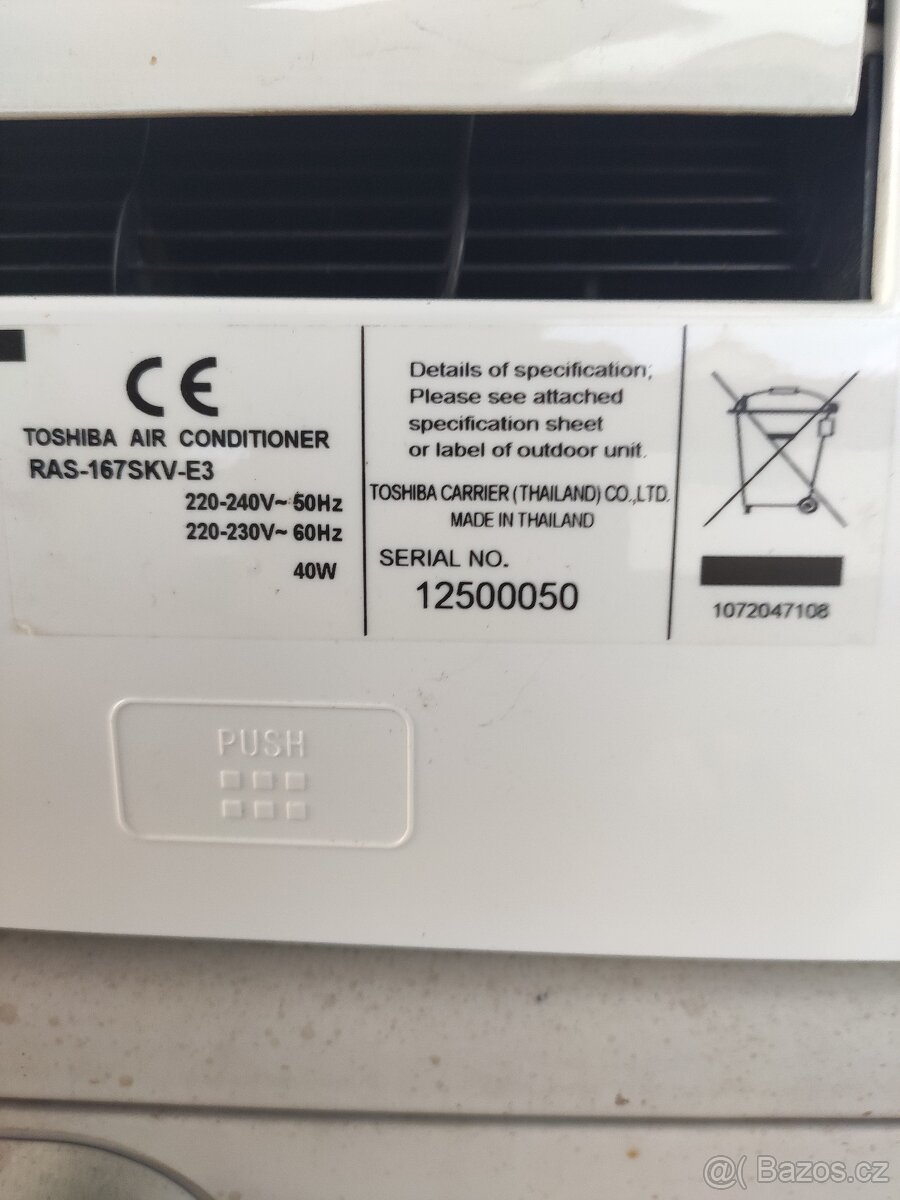 CE
TOSHIBA AIR CONDITIONER
RAS-167SKV-E3
220-240V~ 50Hz
220-230V~ 60Hz
40W
Details of specification;
Please see attached
specification sheet
or label of outdoor unit.
TOSHIBA CARRIER (THAILAND) CO.,LTD.
MADE IN THAILAND
SERIAL NO.
12500050
1072047108
PUSH
@( Bazos.cz